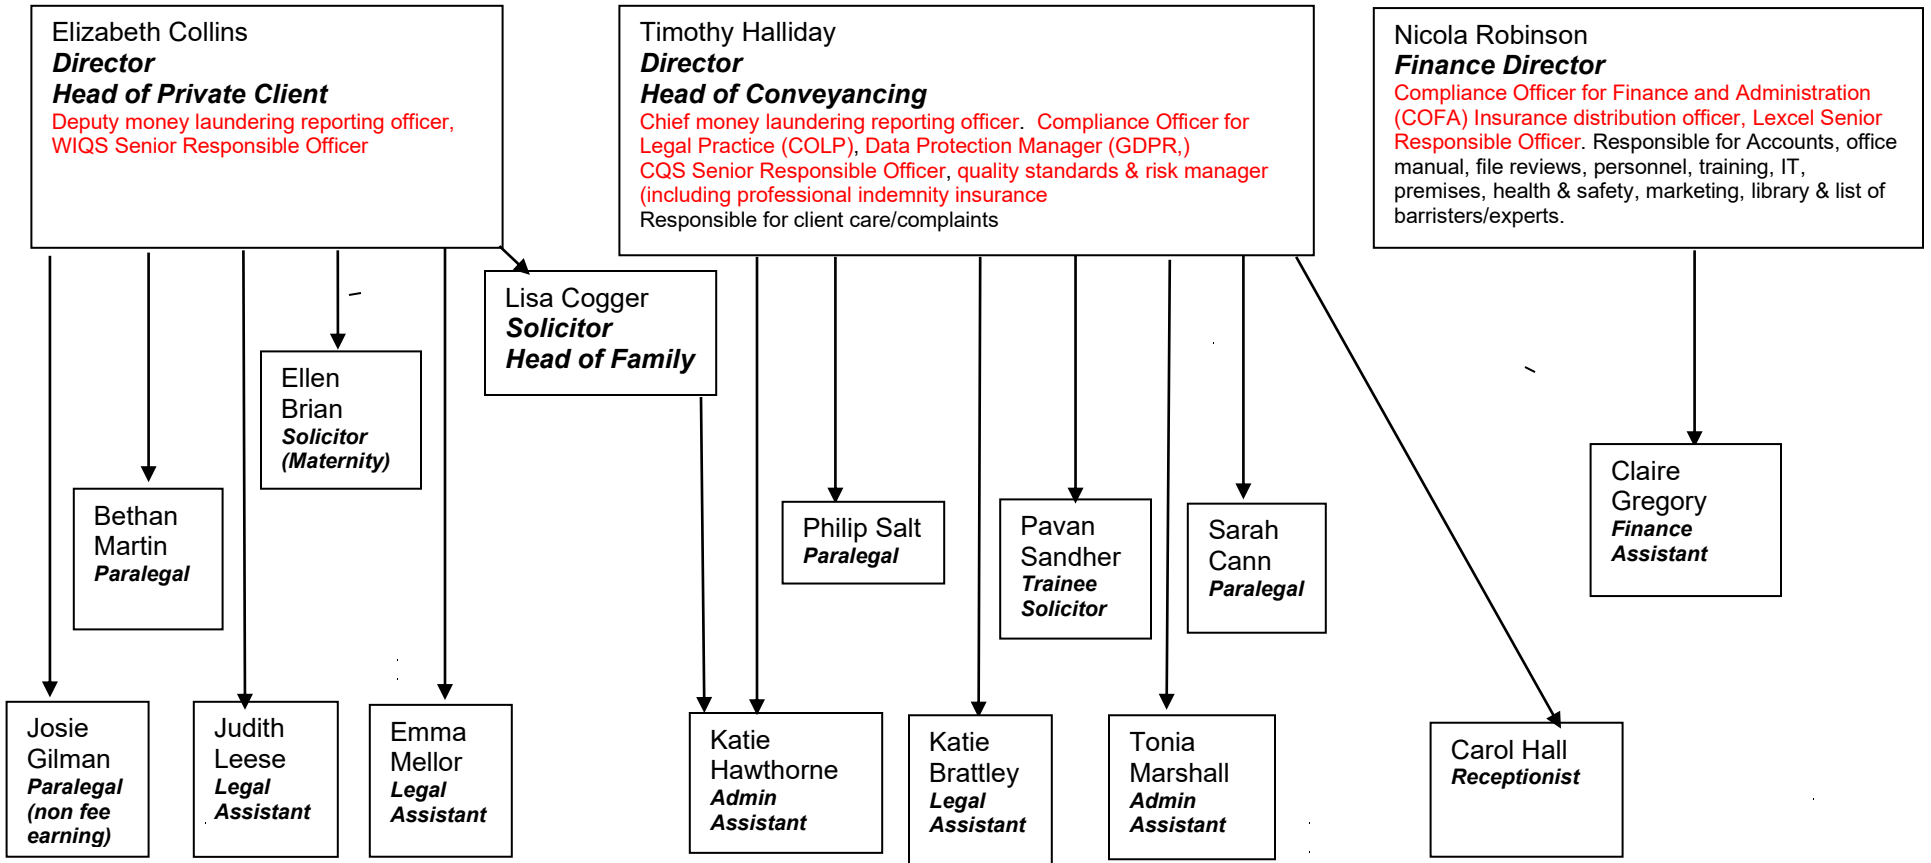 Elizabeth Collins
Director
Head of Private Client
Deputy money laundering reporting officer,
WIQS Senior Responsible Officer
Timothy Halliday
Director
Head of Conveyancing
Chief money laundering reporting officer.  Compliance Officer for
Legal Practice (COLP), Data Protection Manager (GDPR,)
CQS Senior Responsible Officer, quality standards & risk manager
(including professional indemnity insurance
Responsible for client care/complaints
Nicola Robinson
Finance Director
Compliance Officer for Finance and Administration
(COFA) Insurance distribution officer, Lexcel Senior
Responsible Officer. Responsible for Accounts, office
manual, file reviews, personnel, training, IT,
premises, health & safety, marketing, library & list of
barristers/experts.
Lisa Cogger
Solicitor
Head of Family
Ellen
Brian
Solicitor
(Maternity)
Bethan
Martin
Paralegal
Philip Salt
Paralegal
Pavan
Sandher
Trainee
Solicitor
Sarah
Cann
Paralegal
Claire
Gregory
Finance
Assistant
Josie
Gilman
Paralegal
(non fee
earning)
Judith
Leese
Legal
Assistant
Emma
Mellor
Legal
Assistant
Katie
Hawthorne
Admin
Assistant
Katie
Brattley
Legal
Assistant
Tonia
Marshall
Admin
Assistant
Carol Hall
Receptionist